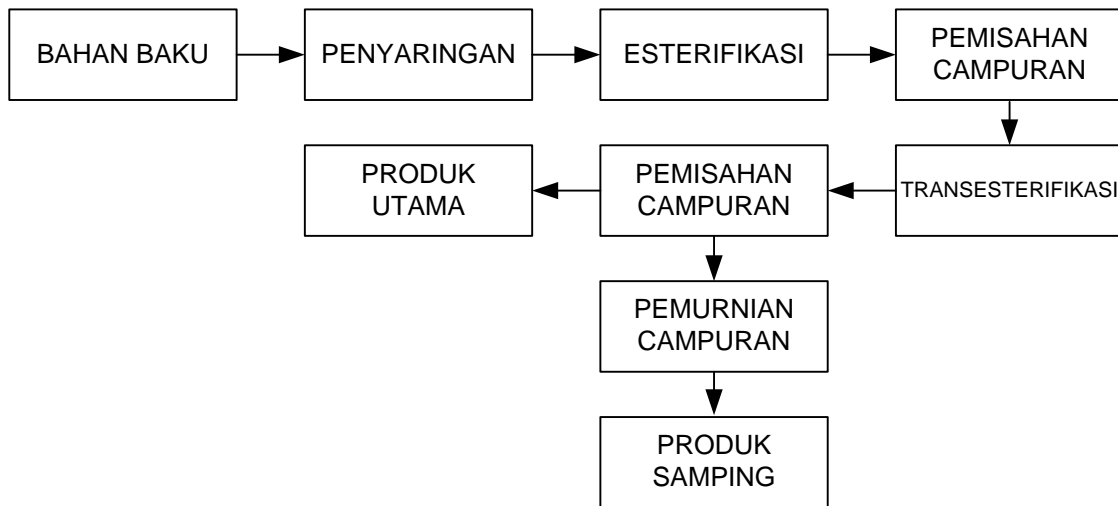 BAHAN BAKU
PENYARINGAN
ESTERIFIKASI
PEMISAHAN
CAMPURAN
PRODUK
UTAMA
PEMISAHAN
CAMPURAN
TRANSESTERIFIKASI
PEMURNIAN
CAMPURAN
PRODUK
SAMPING